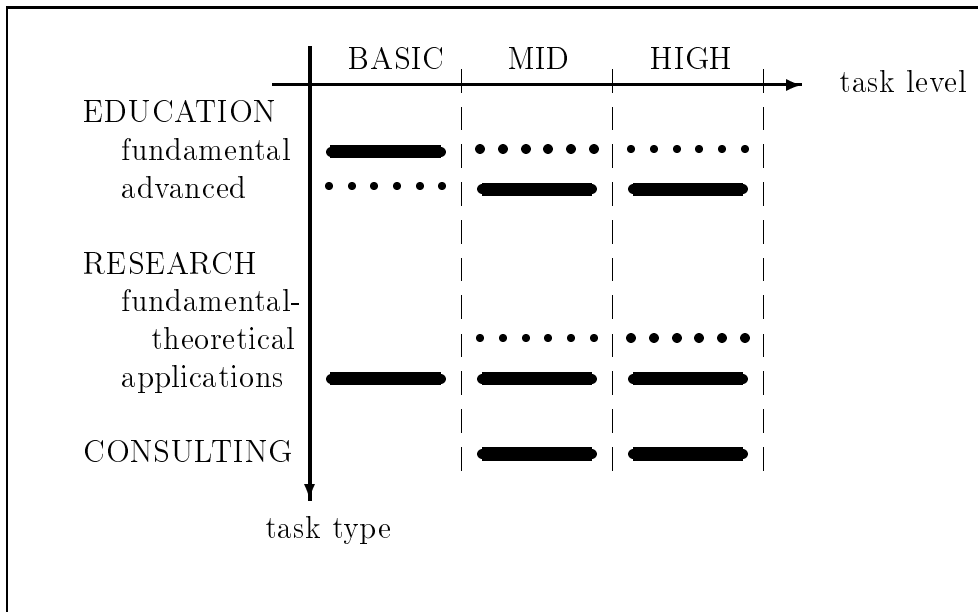 BASIC MID HIGH
task level
EDUCATION
fundamental
advanced
RESEARCH
fundamental-
theoretical
applications
CONSULTING
task type